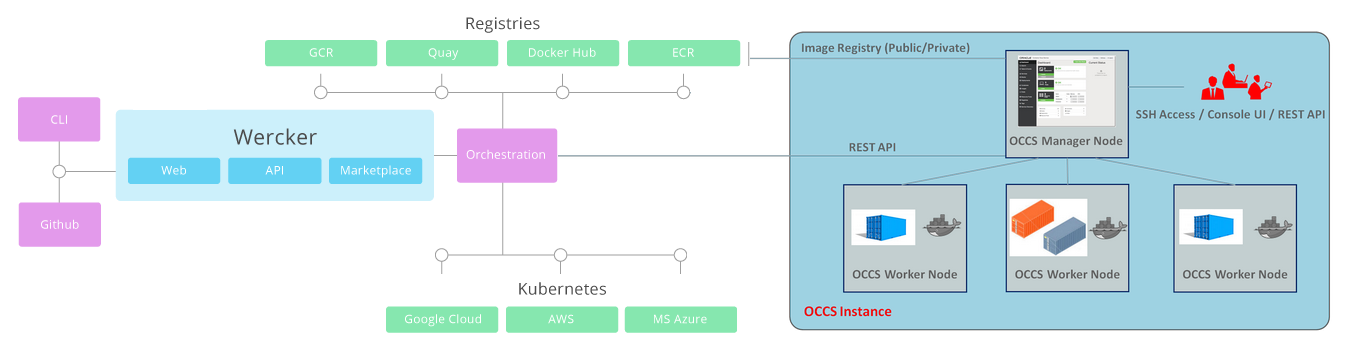 Registries
GCR
Quay
Docker Hub
ECR
CLI
Github
Wercker
Web
API
Marketplace
Orchestration
Kubernetes
Google Cloud
AWS
MS Azure
Image Registry (Public/Private)
REST API
OCCS Manager Node
SSH Access / Console UI / REST API
OCCS Worker Node
OCCS Worker Node
OCCS Worker Node
OCCS Instance